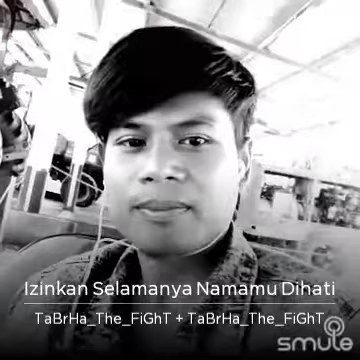 Izinkan Selamanya Namamu Dihati
TaBrHa_The_FiGhT + TaBrHa_The_FiGhT
smule